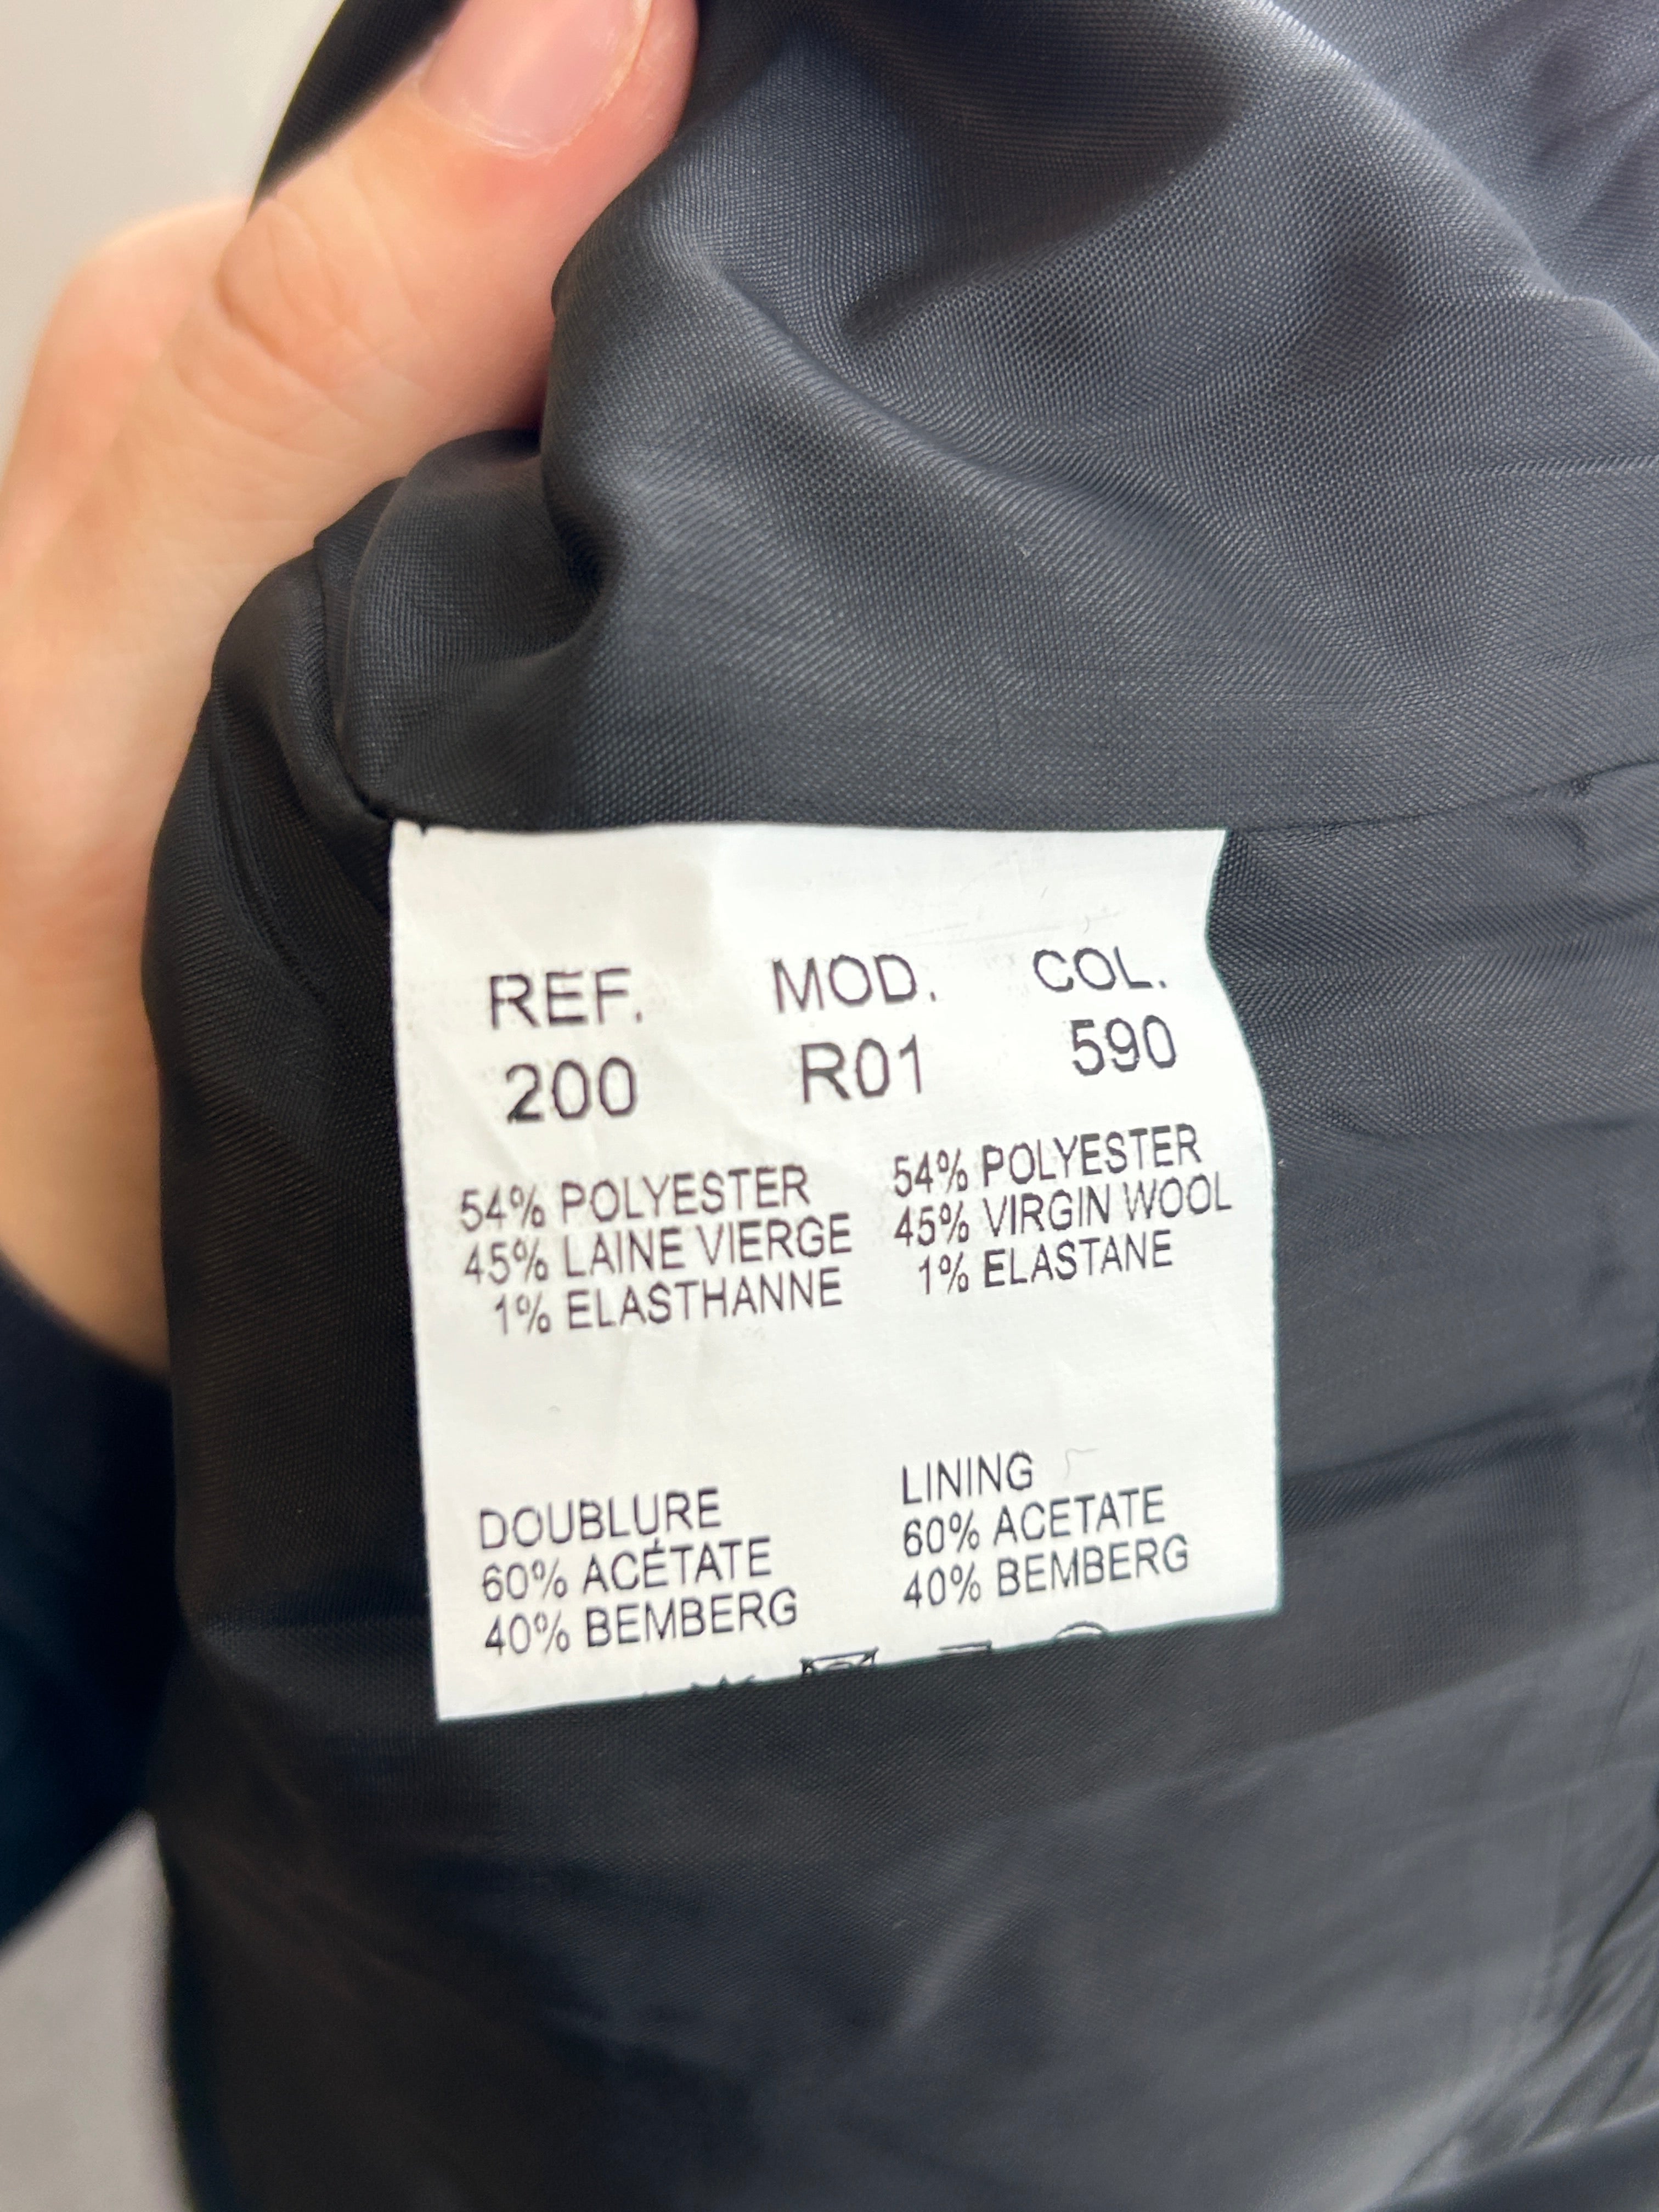 REF. MOD. COL.
200 R01 590
54% POLYESTER
45% LAINE VIERGE
1% ELASTHANNE
54% POLYESTER
45% VIRGIN WOOL
1% ELASTANE
DOUBLURE
60% ACÉTATE
40% BEMBERG
LINING
60% ACETATE
40% BEMBERG